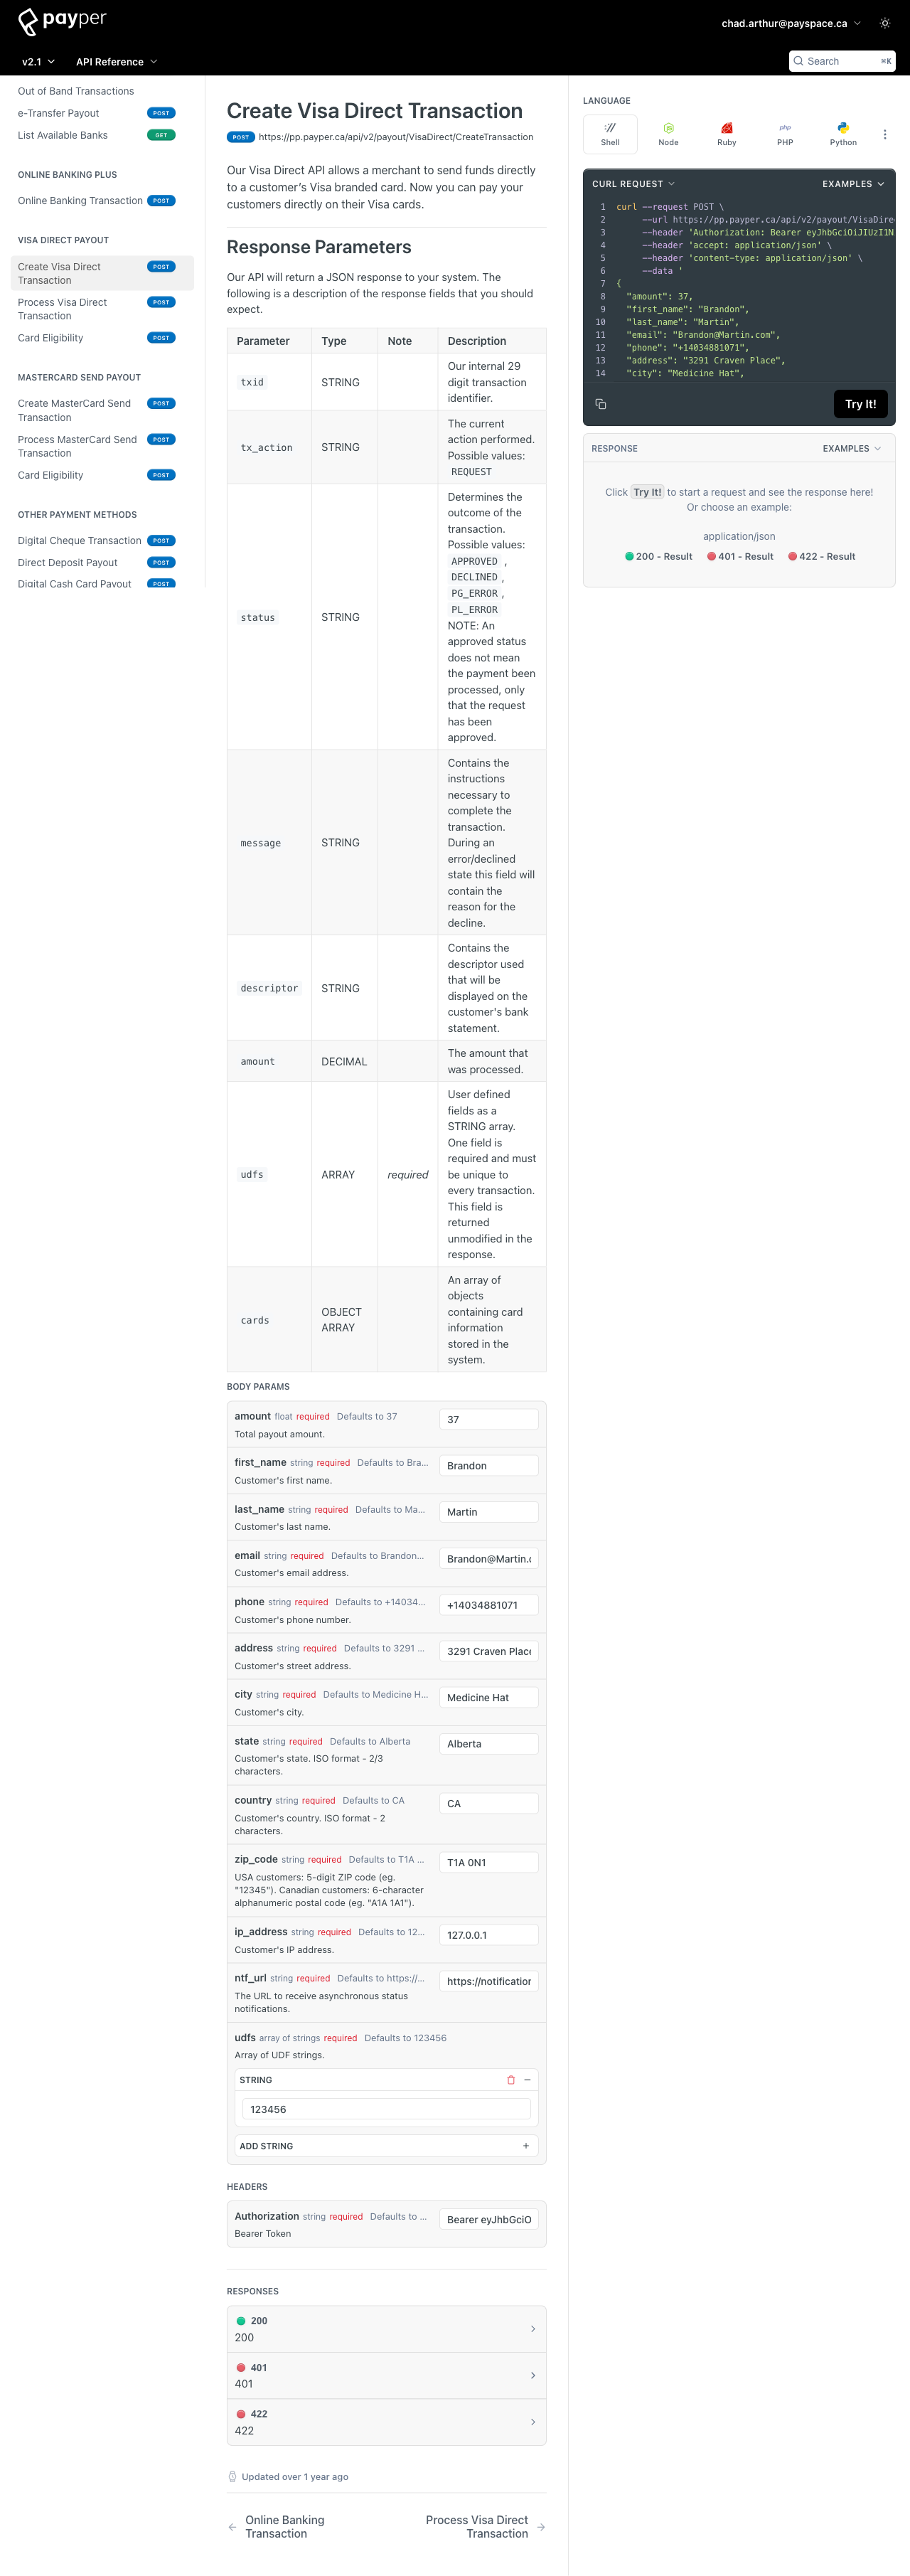 payper
chad.arthur@payspace.ca
v2.1
API Reference
Search
⌘K
Out of Band Transactions
e-Transfer Payout POST
List Available Banks GET
ONLINE BANKING PLUS
Online Banking Transaction POST
VISA DIRECT PAYOUT
Create Visa Direct POST
Transaction
Process Visa Direct POST
Transaction
Card Eligibility POST
MASTERCARD SEND PAYOUT
Create MasterCard Send POST
Transaction
Process MasterCard Send POST
Transaction
Card Eligibility POST
OTHER PAYMENT METHODS
Digital Cheque Transaction POST
Direct Deposit Payout POST
Digital Cash Card Payout POST
Create Visa Direct Transaction
POST https://pp.payper.ca/api/v2/payout/VisaDirect/CreateTransaction
Our Visa Direct API allows a merchant to send funds directly
to a customer’s Visa branded card. Now you can pay your
customers directly on their Visa cards.
Response Parameters
Our API will return a JSON response to your system. The
following is a description of the response fields that you should
expect.
Parameter Type Note Description
txid STRING
Our internal 29
digit transaction
identifier.
tx_action STRING
The current
action performed.
Possible values:
REQUEST
status STRING
Determines the
outcome of the
transaction.
Possible values:
APPROVED ,
DECLINED ,
PG_ERROR ,
PL_ERROR
NOTE: An
approved status
does not mean
the payment been
processed, only
that the request
has been
approved.
message STRING
Contains the
instructions
necessary to
complete the
transaction.
During an
error/declined
state this field will
contain the
reason for the
decline.
descriptor STRING
Contains the
descriptor used
that will be
displayed on the
customer's bank
statement.
amount DECIMAL
The amount that
was processed.
udfs ARRAY required
User defined
fields as a
STRING array.
One field is
required and must
be unique to
every transaction.
This field is
returned
unmodified in the
response.
cards OBJECT
ARRAY
An array of
objects
containing card
information
stored in the
system.
BODY PARAMS
amount float required Defaults to 37
37
Total payout amount.
first_name string required Defaults to Bra…
Brandon
Customer's first name.
last_name string required Defaults to Ma…
Martin
Customer's last name.
email string required Defaults to Brandon…
Brandon@Martin.c
Customer's email address.
phone string required Defaults to +14034…
+14034881071
Customer's phone number.
address string required Defaults to 3291 …
3291 Craven Place
Customer's street address.
city string required Defaults to Medicine H…
Medicine Hat
Customer's city.
state string required Defaults to Alberta
Alberta
Customer's state. ISO format - 2/3
characters.
country string required Defaults to CA
CA
Customer's country. ISO format - 2
characters.
zip_code string required Defaults to T1A …
T1A 0N1
USA customers: 5-digit ZIP code (eg.
"12345"). Canadian customers: 6-character
alphanumeric postal code (eg. "A1A 1A1").
ip_address string required Defaults to 12…
127.0.0.1
Customer's IP address.
ntf_url string required Defaults to https://…
https://notification
The URL to receive asynchronous status
notifications.
udfs array of strings required Defaults to 123456
Array of UDF strings.
STRING
123456
ADD STRING
HEADERS
Authorization string required Defaults to …
Bearer eyJhbGciO
Bearer Token
RESPONSES
200
200
401
401
422
422
Updated over 1 year ago
Online Banking
Transaction
Process Visa Direct
Transaction
LANGUAGE
Shell
Node
Ruby
php
PHP
Python
CURL REQUEST
EXAMPLES
1 curl --request POST \
2 --url https://pp.payper.ca/api/v2/payout/VisaDirec
3 --header 'Authorization: Bearer eyJhbGciOiJIUzI1N
4 --header 'accept: application/json' \
5 --header 'content-type: application/json' \
6 --data '
7 {
8 "amount": 37,
9 "first_name": "Brandon",
10 "last_name": "Martin",
11 "email": "Brandon@Martin.com",
12 "phone": "+14034881071",
13 "address": "3291 Craven Place",
14 "city": "Medicine Hat",
Try It!
RESPONSE
EXAMPLES
Click Try It! to start a request and see the response here!
Or choose an example:
application/json
200 - Result
401 - Result
422 - Result